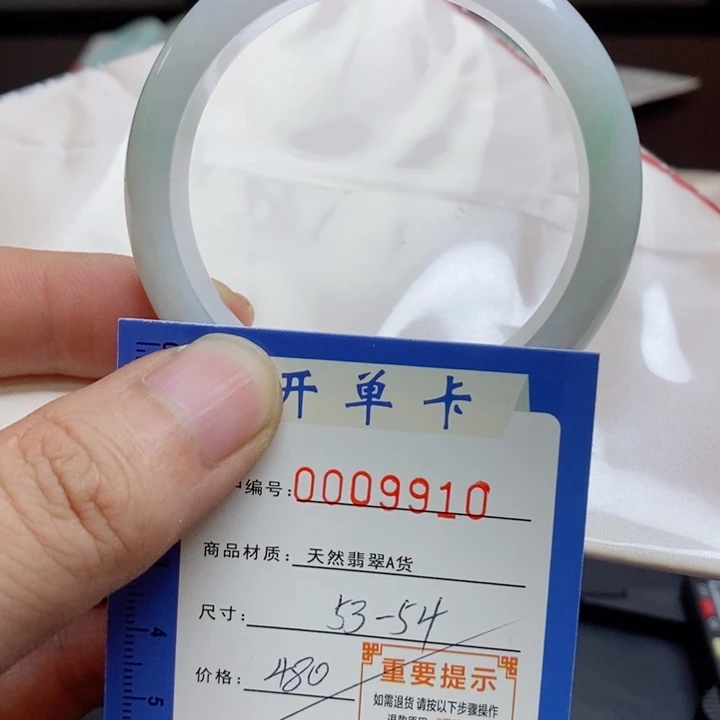 开单卡
编号: 0009910
商品材质: 天然翡翠A货
尺寸: 53-54
价格: 480
重要提示
如需退货 请按以下步骤操作
4
5